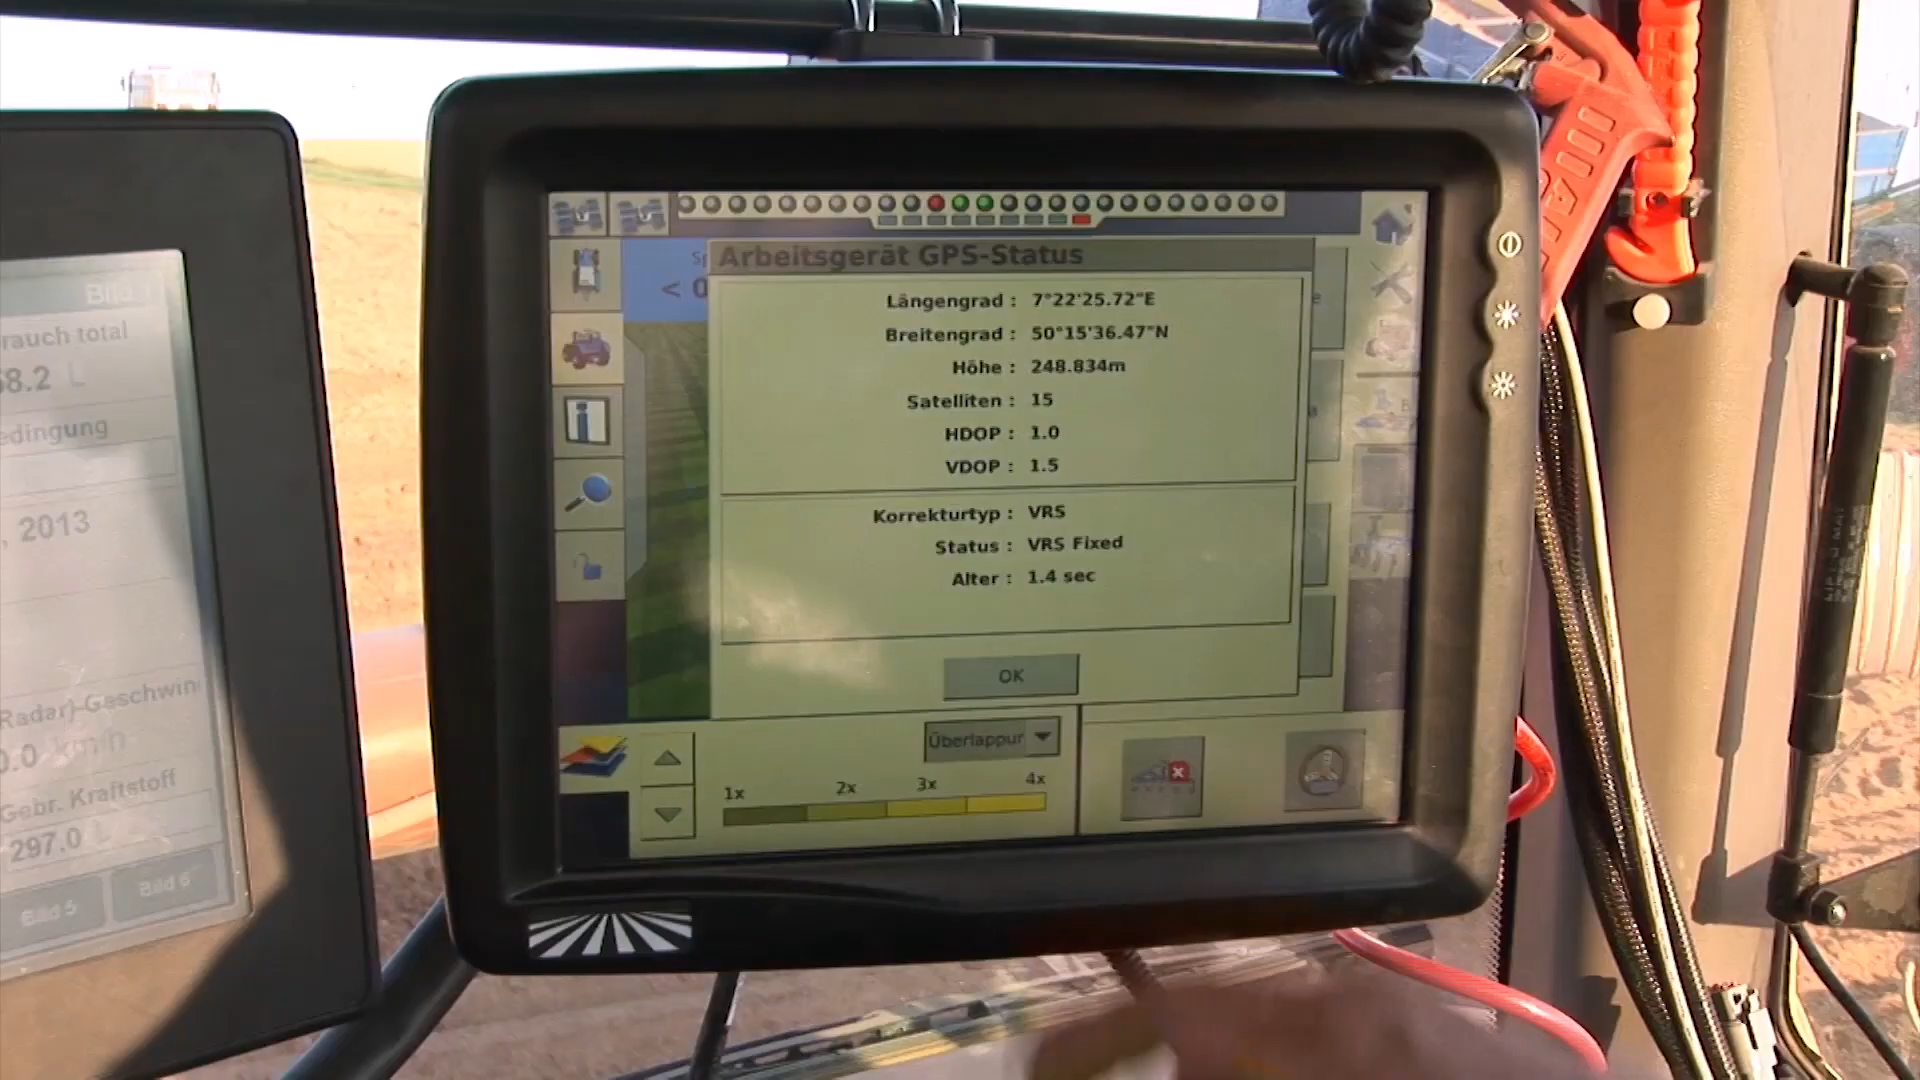 Bild
rauch total
68.2 L
edingung
, 2013
Radar)-Geschwin
0.0 km/h
Gebr. Kraftstoff
297.0 L
Bild 5
Bild 6
Arbeitsgerät GPS-Status
< 0
Längengrad : 7°22'25.72"E
Breitengrad : 50°15'36.47"N
Höhe : 248.834m
Satelliten : 15
HDOP : 1.0
VDOP : 1.5
Korrekturtyp : VRS
Status : VRS Fixed
Alter : 1.4 sec
OK
Überlappur
1x 2x 3x 4x